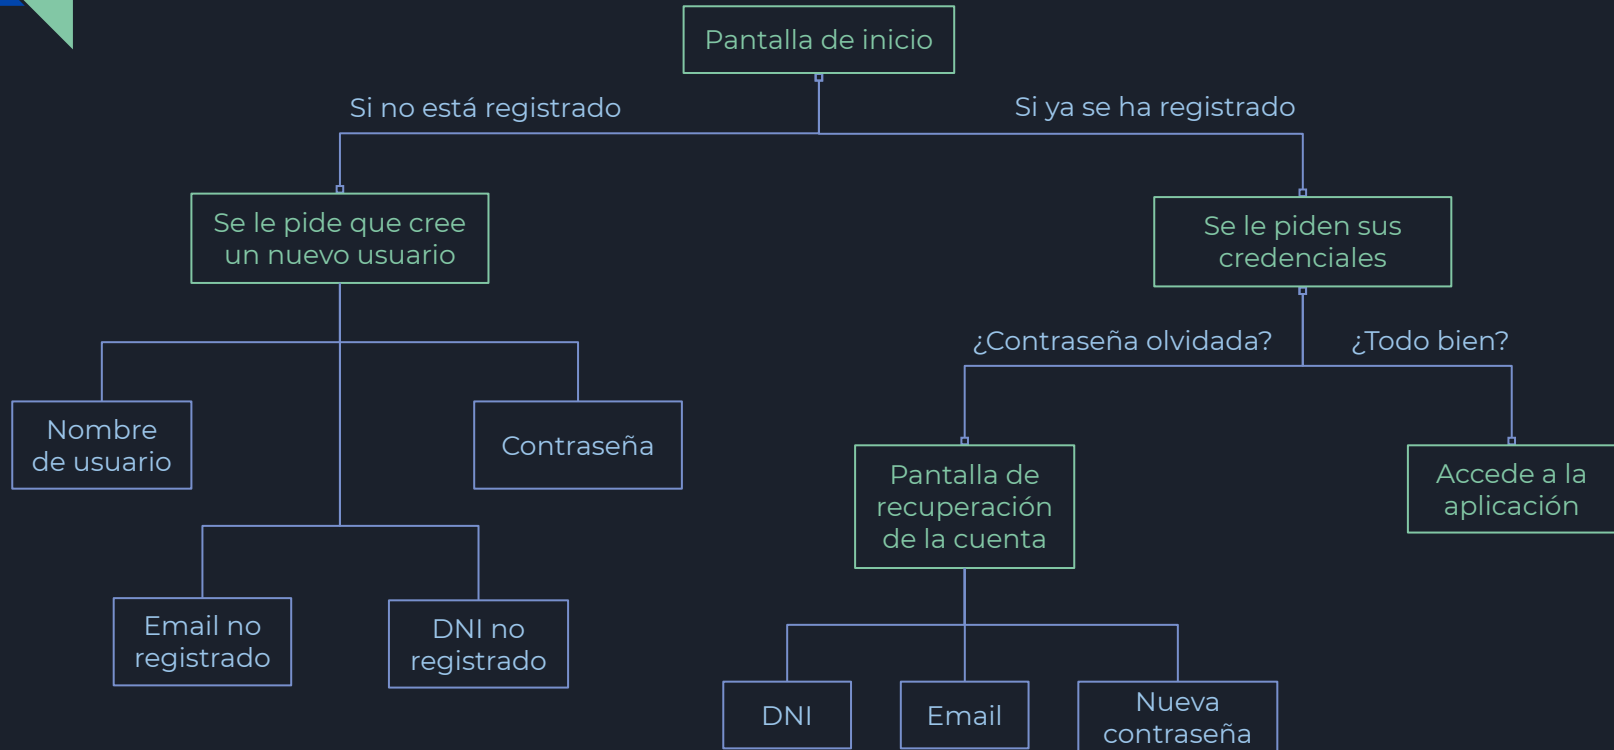 Pantalla de inicio
Si no está registrado
Si ya se ha registrado
Se le pide que cree
un nuevo usuario
Se le piden sus
credenciales
¿Contraseña olvidada?
¿Todo bien?
Nombre
de usuario
Contraseña
Pantalla de
recuperación
de la cuenta
Accede a la
aplicación
Email no
registrado
DNI no
registrado
DNI
Email
Nueva
contraseña